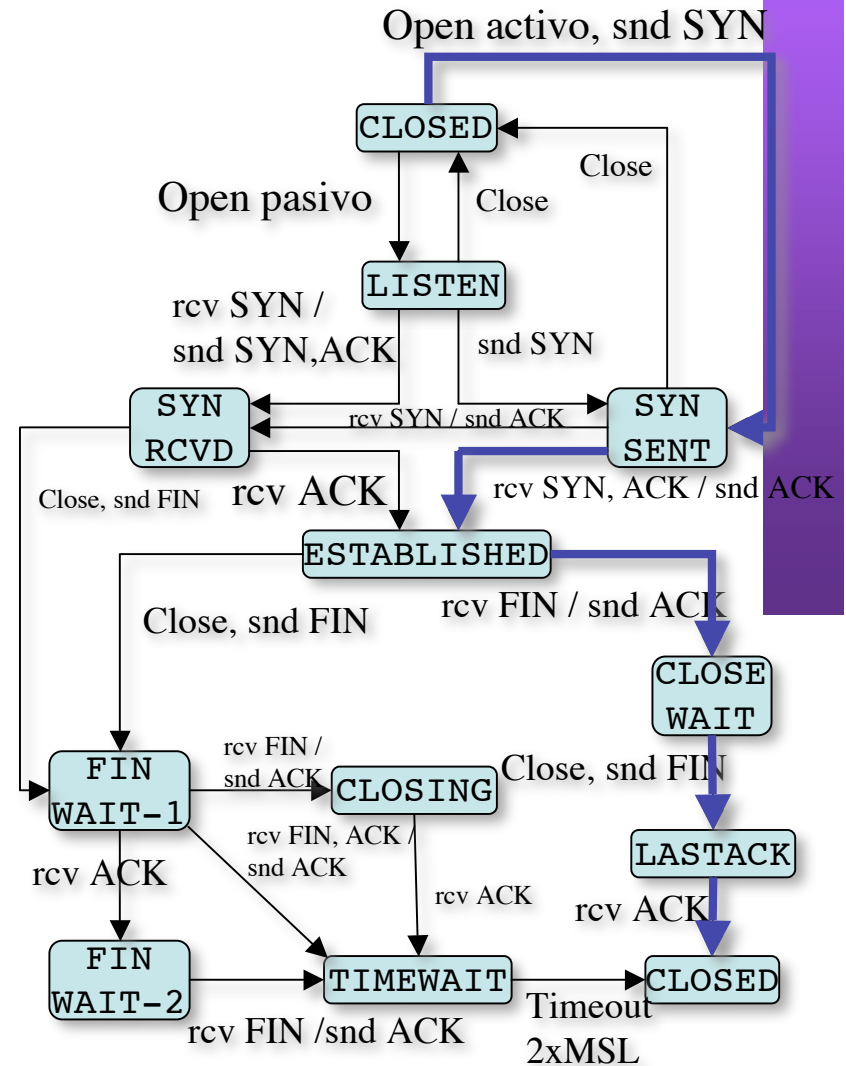 Open activo, snd SYN
CLOSED
Close
Open pasivo
Close
LISTEN
rcv SYN /
snd SYN,ACK
snd SYN
SYN
RCVD
rcv SYN / snd ACK
SYN
SENT
Close, snd FIN
rcv ACK
rcv SYN, ACK / snd ACK
ESTABLISHED
rcv FIN / snd ACK
Close, snd FIN
CLOSE
WAIT
FIN
WAIT-1
rcv FIN /
snd ACK
CLOSING
Close, snd FIN
rcv FIN, ACK /
snd ACK
LASTACK
rcv ACK
rcv ACK
rcv ACK
FIN
WAIT-2
TIMEWAIT
CLOSED
rcv FIN /snd ACK
Timeout
2xMSL